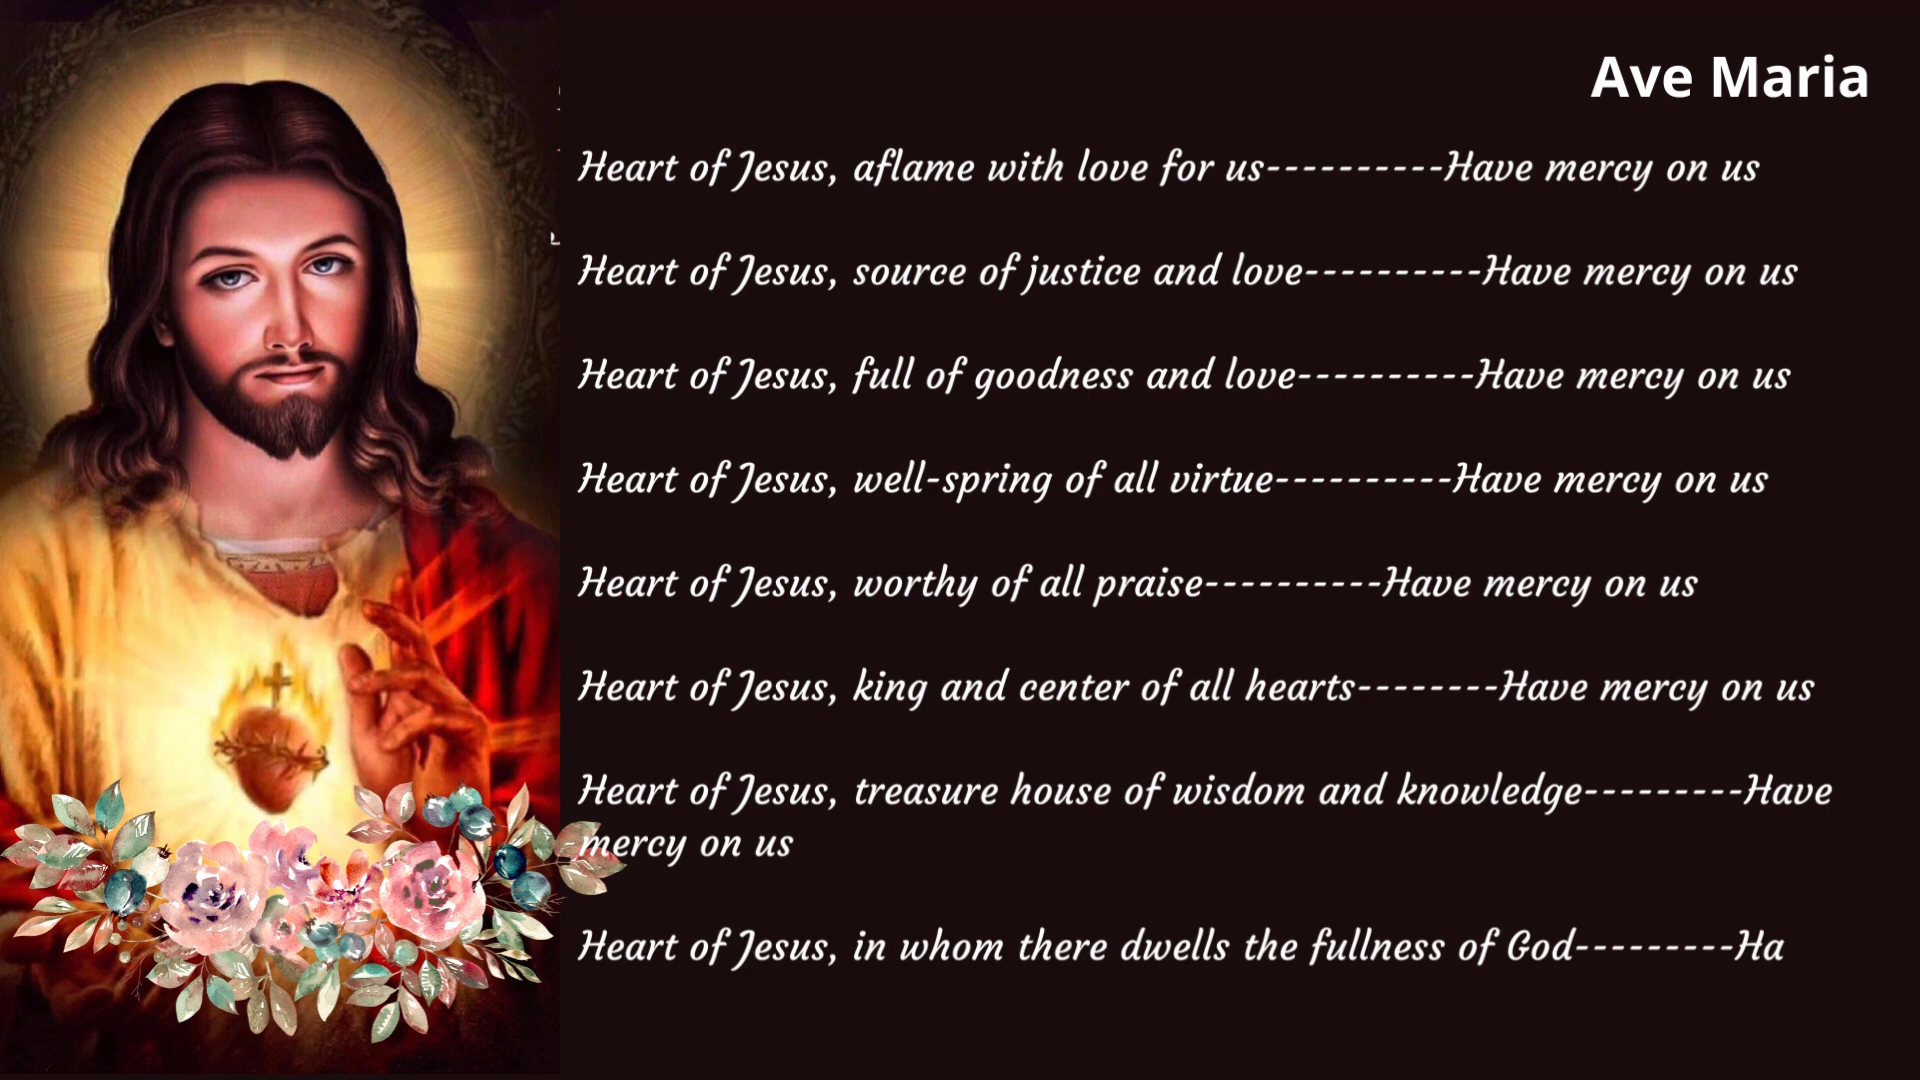 Ave Maria
Heart of Jesus, aflame with love for us----------Have mercy on us
Heart of Jesus, source of justice and love----------Have mercy on us
Heart of Jesus, full of goodness and love----------Have mercy on us
Heart of Jesus, well-spring of all virtue----------Have mercy on us
Heart of Jesus, worthy of all praise----------Have mercy on us
Heart of Jesus, king and center of all hearts--------Have mercy on us
Heart of Jesus, treasure house of wisdom and knowledge---------Have
mercy on us
Heart of Jesus, in whom there dwells the fullness of God---------Ha